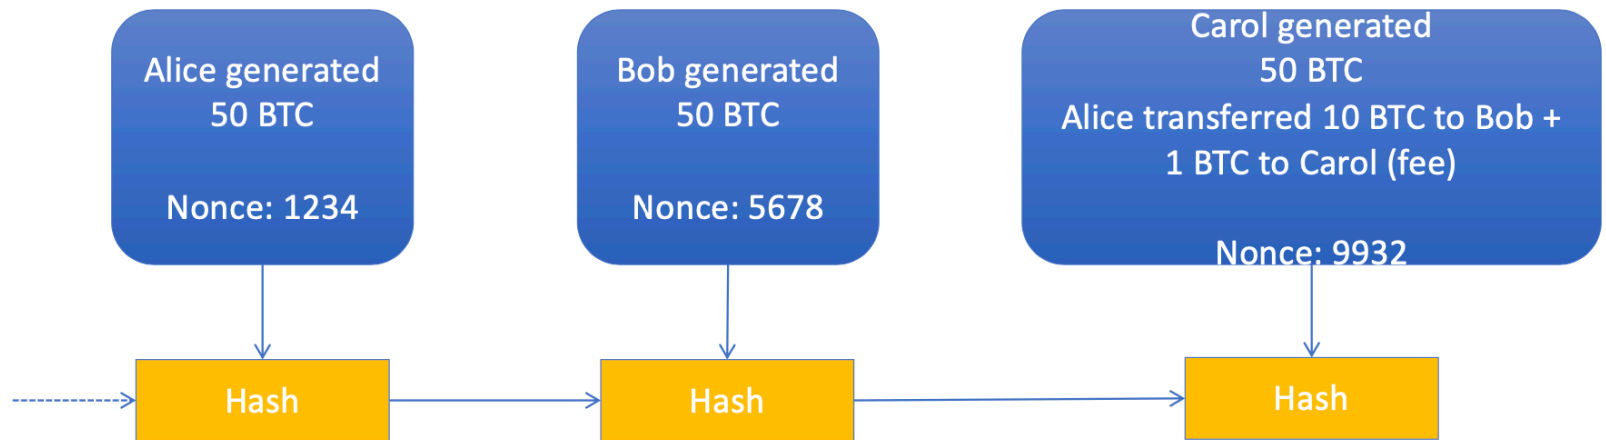 Alice generated
50 BTC
Nonce: 1234
Bob generated
50 BTC
Nonce: 5678
Carol generated
50 BTC
Alice transferred 10 BTC to Bob +
1 BTC to Carol (fee)
Nonce: 9932
Hash
Hash
Hash